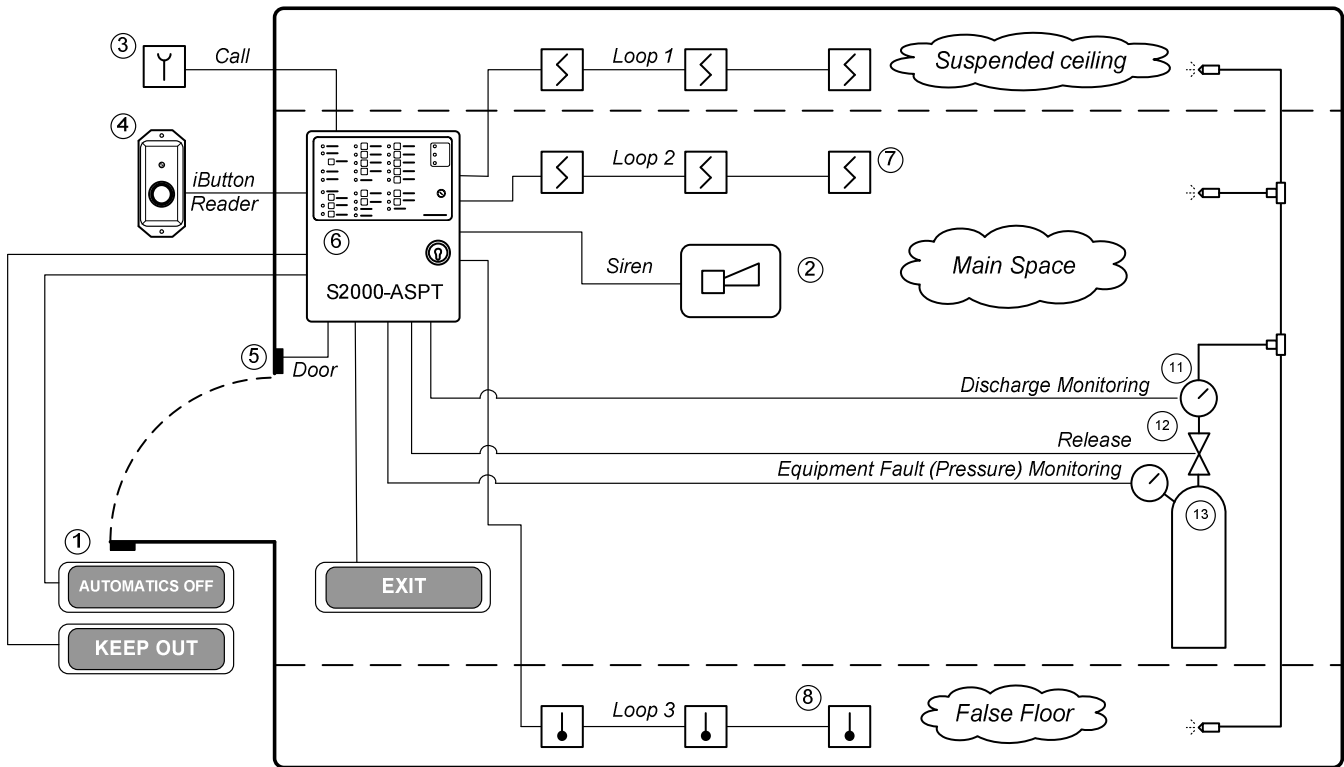 3
Call
Loop 1
Suspended ceiling
4
iButton
Reader
Loop 2
7
6
S2000-ASPT
Siren
2
Main Space
5
Door
11
Discharge Monitoring
12
Release
Equipment Fault (Pressure) Monitoring
13
1
AUTOMATICS OFF
EXIT
KEEP OUT
Loop 3
8
False Floor